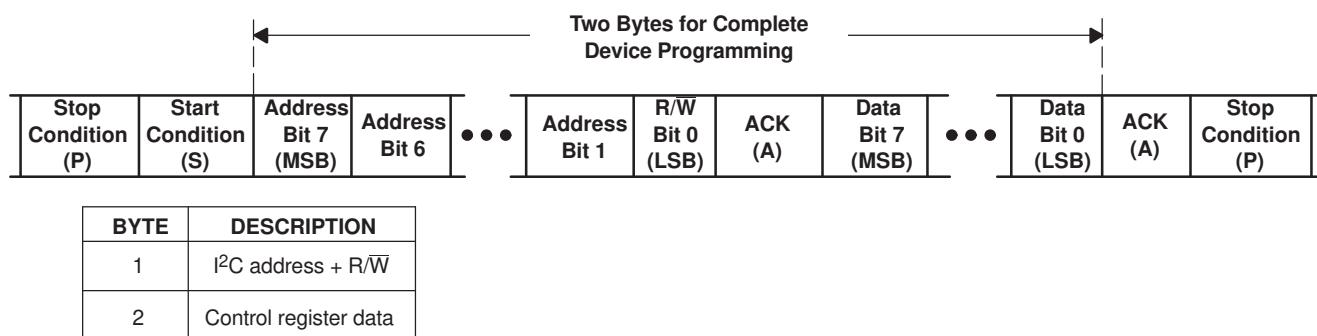 Two Bytes for Complete
Device Programming
Stop
Condition
(P)
Start
Condition
(S)
Address
Bit 7
(MSB)
Address
Bit 6
•••
Address
Bit 1
R/W̅
Bit 0
(LSB)
ACK
(A)
Data
Bit 7
(MSB)
•••
Data
Bit 0
(LSB)
ACK
(A)
Stop
Condition
(P)
BYTE DESCRIPTION
1 I²C address + R/W̅
2 Control register data